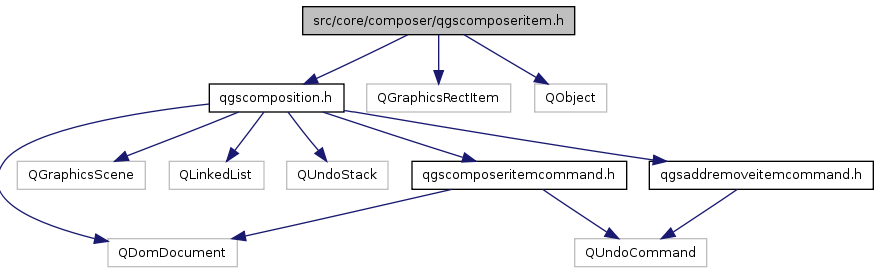 src/core/composer/qgscomposeritem.h
qgscomposition.h
QGraphicsRectItem
QObject
QGraphicsScene
QLinkedList
QUndoStack
qgscomposeritemcommand.h
qgsaddremoveitemcommand.h
QDomDocument
QUndoCommand